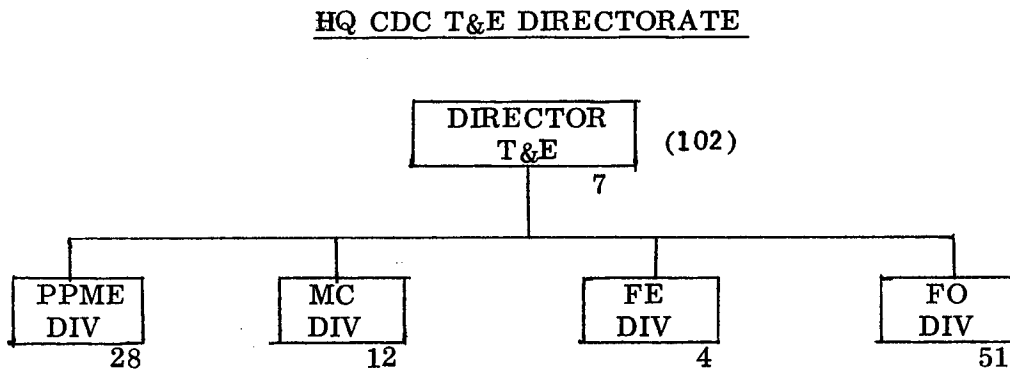 HQ CDC T&E DIRECTORATE
DIRECTOR
T&E
(102)
7
PPME
DIV
28
MC
DIV
12
FE
DIV
4
FO
DIV
51